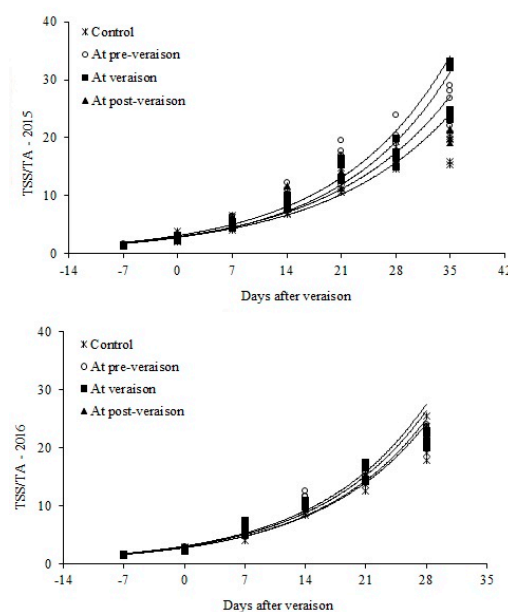 TSS/TA - 2015
40
30
20
10
0
Control
At pre-veraison
At veraison
At post-veraison
-14 -7 0 7 14 21 28 35 42
Days after veraison
TSS/TA - 2016
40
30
20
10
0
Control
At pre-veraison
At veraison
At post-veraison
-14 -7 0 7 14 21 28 35
Days after veraison